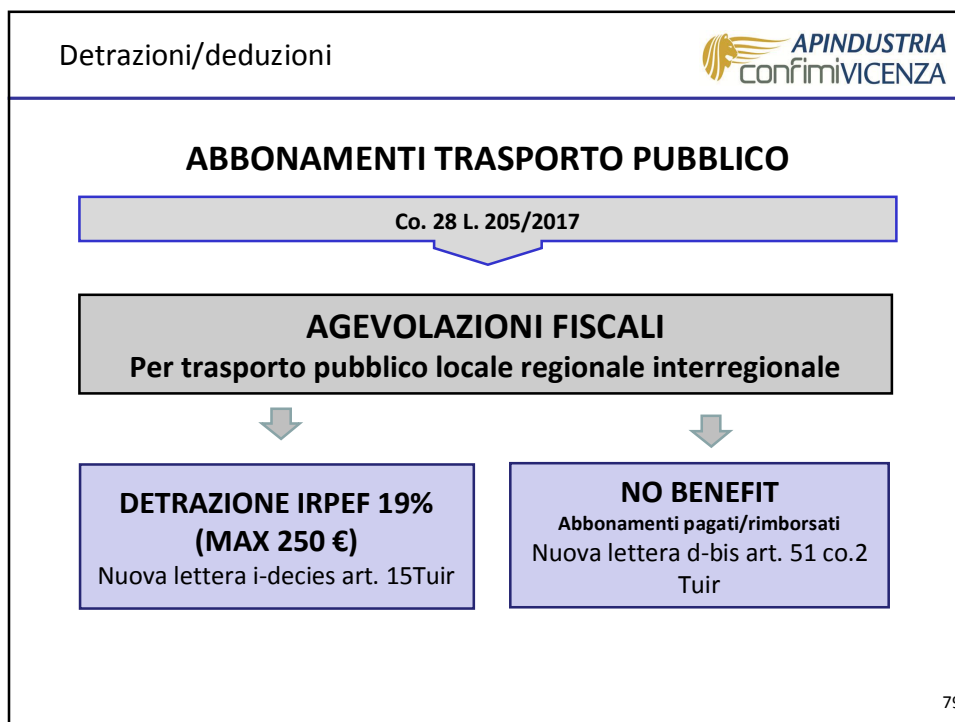 Detrazioni/deduzioni
APINDUSTRIA
confimiVICENZA
ABBONAMENTI TRASPORTO PUBBLICO
Co. 28 L. 205/2017
AGEVOLAZIONI FISCALI
Per trasporto pubblico locale regionale interregionale
DETRAZIONE IRPEF 19%
(MAX 250 €)
Nuova lettera i-decies art. 15Tuir
NO BENEFIT
Abbonamenti pagati/rimborsati
Nuova lettera d-bis art. 51 co.2
Tuir
79